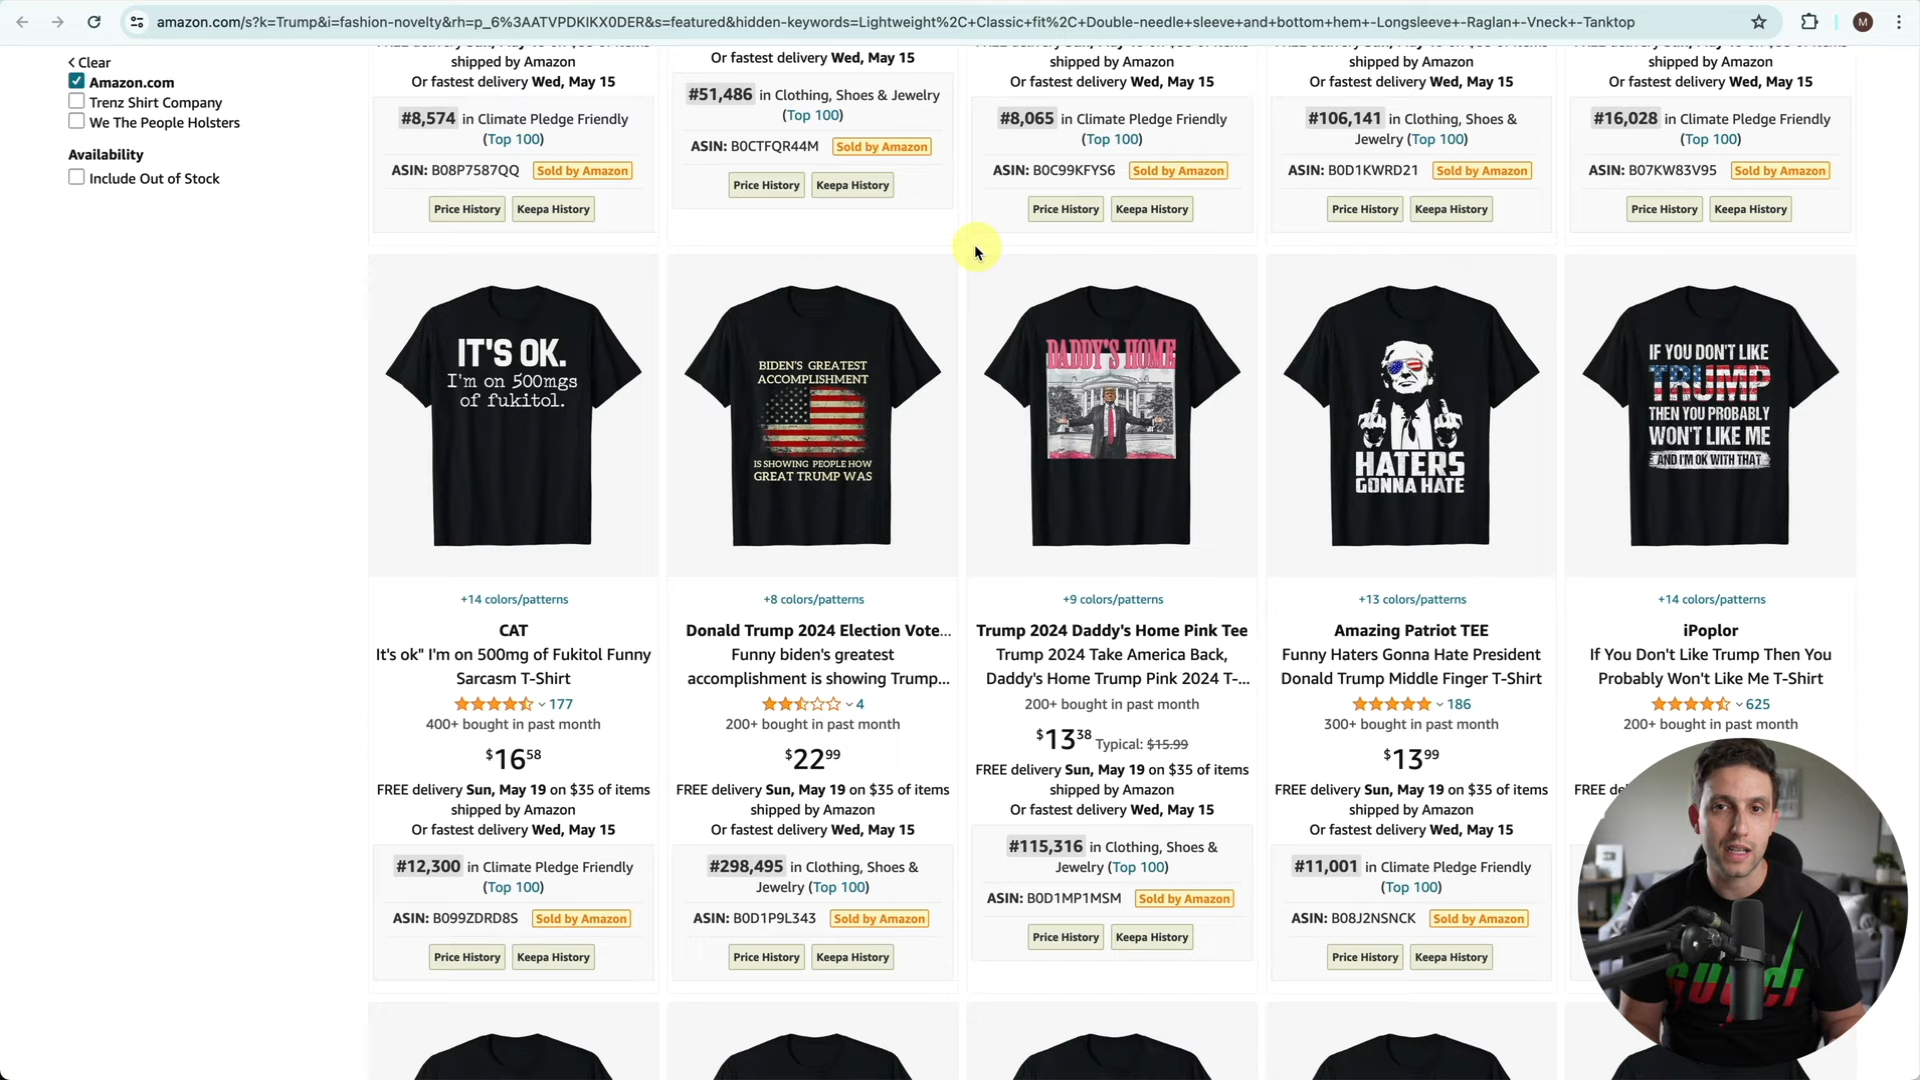 amazon.com/s?k=Trump&i=fashion-novelty&rh=p_6%3AATVPDKIKX0DER&s=featured&hidden-keywords=Lightweight%2C+Classic+fit%2C+Double-needle+sleeve+and+bottom+hem+-Longsleeve+-Raglan+-Vneck+-Tanktop
M
Clear
Amazon.com
Trenz Shirt Company
We The People Holsters
Availability
Include Out of Stock
shipped by Amazon
Or fastest delivery Wed, May 15
#8,574 in Climate Pledge Friendly
(Top 100)
ASIN: B08P7587QQ Sold by Amazon
Price History Keepa History
Or fastest delivery Wed, May 15
#51,486 in Clothing, Shoes & Jewelry
(Top 100)
ASIN: B0CTFQR44M Sold by Amazon
Price History Keepa History
shipped by Amazon
Or fastest delivery Wed, May 15
#8,065 in Climate Pledge Friendly
(Top 100)
ASIN: B0C99KFYS6 Sold by Amazon
Price History Keepa History
shipped by Amazon
Or fastest delivery Wed, May 15
#106,141 in Clothing, Shoes &
Jewelry (Top 100)
ASIN: B0D1KWRD21 Sold by Amazon
Price History Keepa History
shipped by Amazon
Or fastest delivery Wed, May 15
#16,028 in Climate Pledge Friendly
(Top 100)
ASIN: B07KW83V95 Sold by Amazon
Price History Keepa History
IT'S OK.
I'm on 500mgs
of fukitol.
+14 colors/patterns
CAT
It's ok" I'm on 500mg of Fukitol Funny
Sarcasm T-Shirt
177
400+ bought in past month
$16 58
FREE delivery Sun, May 19 on $35 of items
shipped by Amazon
Or fastest delivery Wed, May 15
#12,300 in Climate Pledge Friendly
(Top 100)
ASIN: B099ZDRD8S Sold by Amazon
Price History Keepa History
BIDEN'S GREATEST
ACCOMPLISHMENT
IS SHOWING PEOPLE HOW
GREAT TRUMP WAS
+8 colors/patterns
Donald Trump 2024 Election Vote...
Funny biden's greatest
accomplishment is showing Trump...
4
200+ bought in past month
$22 99
FREE delivery Sun, May 19 on $35 of items
shipped by Amazon
Or fastest delivery Wed, May 15
#298,495 in Clothing, Shoes &
Jewelry (Top 100)
ASIN: B0D1P9L343 Sold by Amazon
Price History Keepa History
DADDY'S HOME
+9 colors/patterns
Trump 2024 Daddy's Home Pink Tee
Trump 2024 Take America Back,
Daddy's Home Trump Pink 2024 T-...
200+ bought in past month
$13 38 Typical: $15.99
FREE delivery Sun, May 19 on $35 of items
shipped by Amazon
Or fastest delivery Wed, May 15
#115,316 in Clothing, Shoes &
Jewelry (Top 100)
ASIN: B0D1MP1MSM Sold by Amazon
Price History Keepa History
HATERS
GONNA HATE
+13 colors/patterns
Amazing Patriot TEE
Funny Haters Gonna Hate President
Donald Trump Middle Finger T-Shirt
186
300+ bought in past month
$13 99
FREE delivery Sun, May 19 on $35 of items
shipped by Amazon
Or fastest delivery Wed, May 15
#11,001 in Climate Pledge Friendly
(Top 100)
ASIN: B08J2NSNCK Sold by Amazon
Price History Keepa History
IF YOU DON'T LIKE
TRUMP
THEN YOU PROBABLY
WON'T LIKE ME
AND I'M OK WITH THAT
+14 colors/patterns
iPoplor
If You Don't Like Trump Then You
Probably Won't Like Me T-Shirt
625
200+ bought in past month
FREE